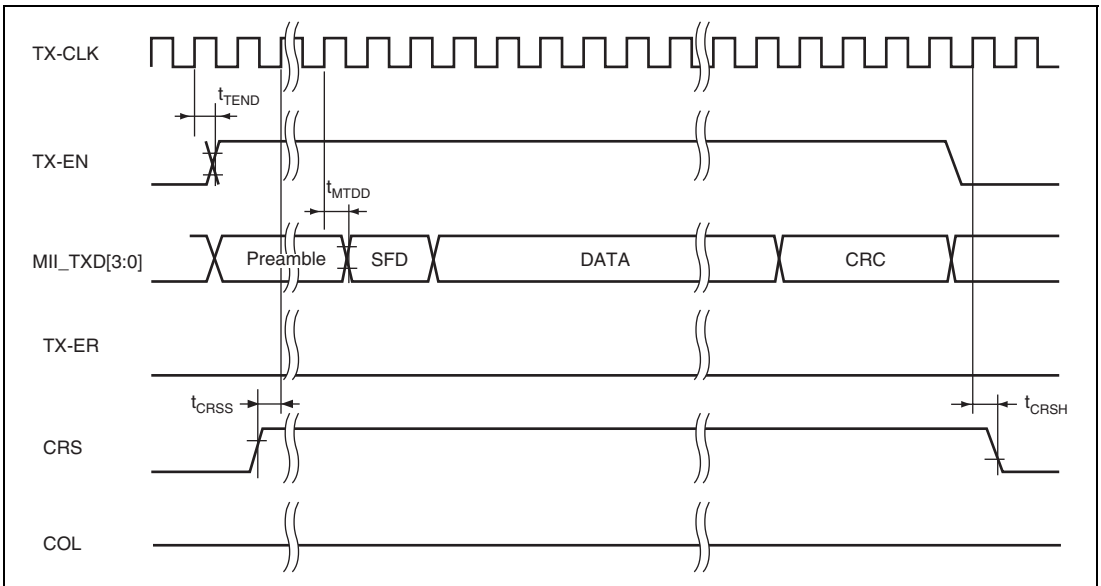 TX-CLK
tTEND
TX-EN
tMTDD
MII_TXD[3:0] Preamble SFD DATA CRC
TX-ER
tCRSS tCRSH
CRS
COL